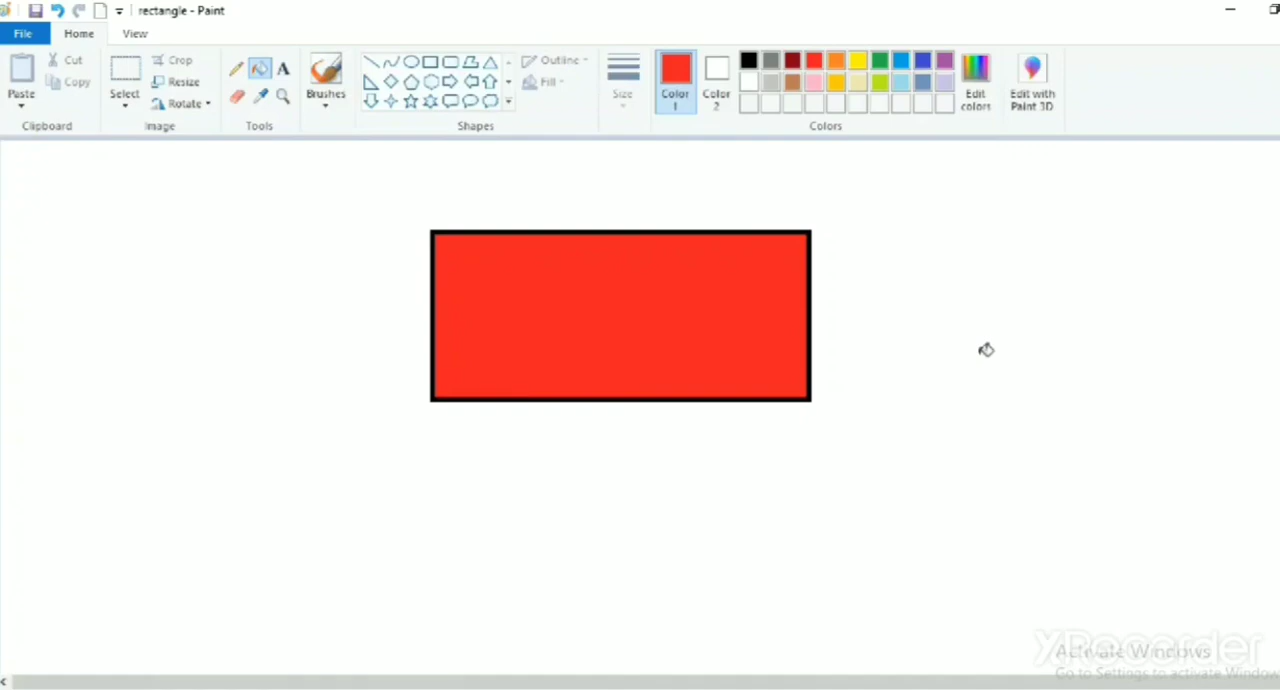 rectangle - Paint
File Home View
Paste
Cut
Copy
Clipboard
Select
Crop
Resize
Rotate
Image
A
Tools
Brushes
Outline
Fill
Shapes
Size
Color 1
Color 2
Edit colors
Colors
Edit with Paint 3D
XRecorder
Activate Windows
Go to Settings to activate Window